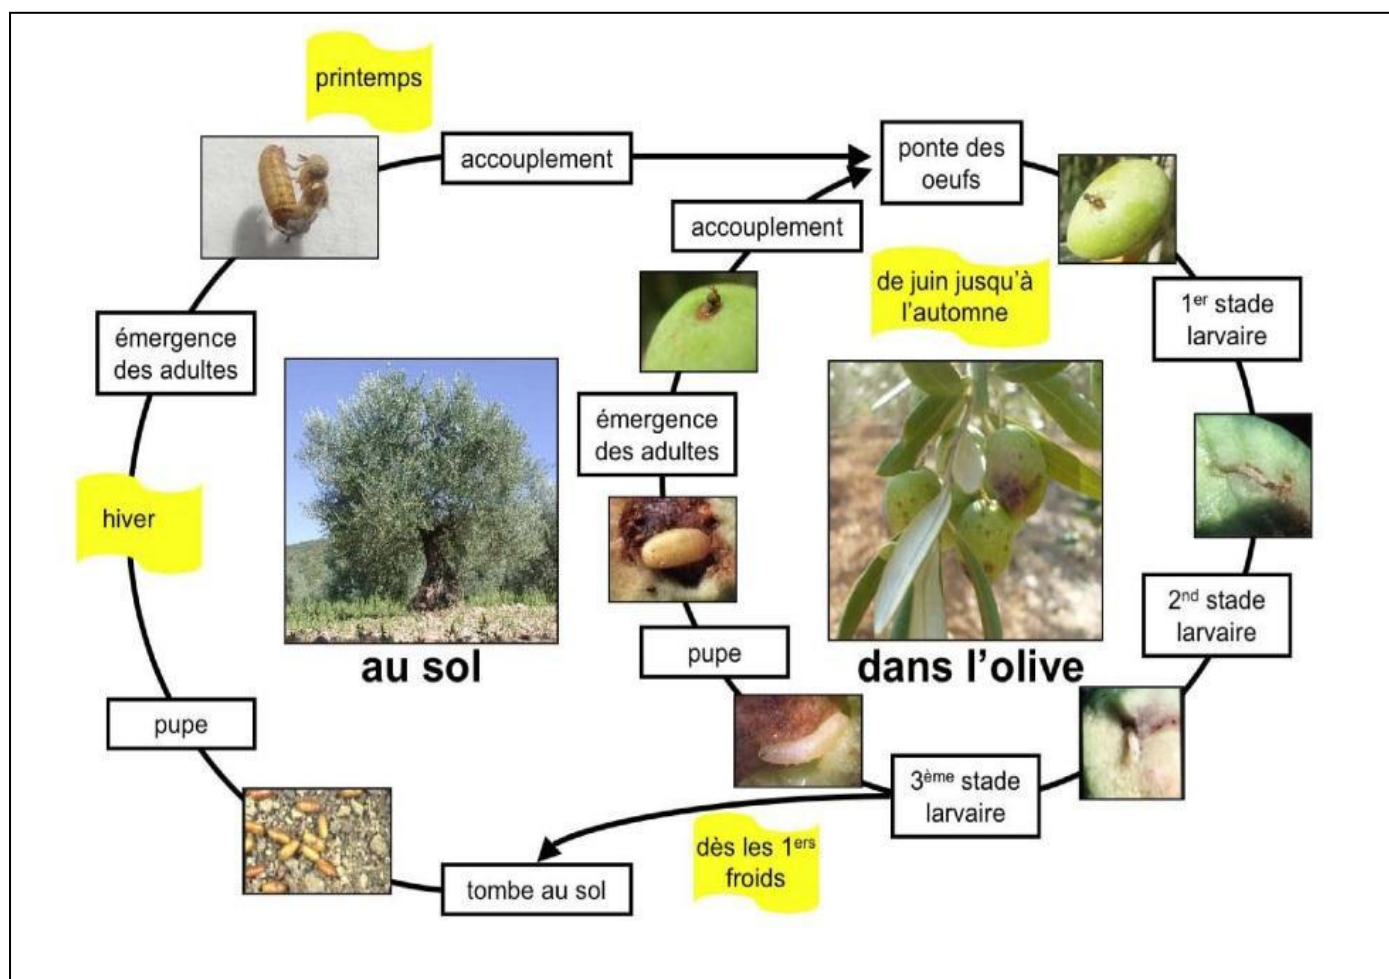 printemps
accouplement
ponte des
oeufs
accouplement
de juin jusqu'à
l'automne
1er stade
larvaire
émergence
des adultes
émergence
des adultes
hiver
2nd stade
larvaire
pupe
au sol
dans l'olive
pupe
3ème stade
larvaire
dès les 1ers
froids
tombe au sol